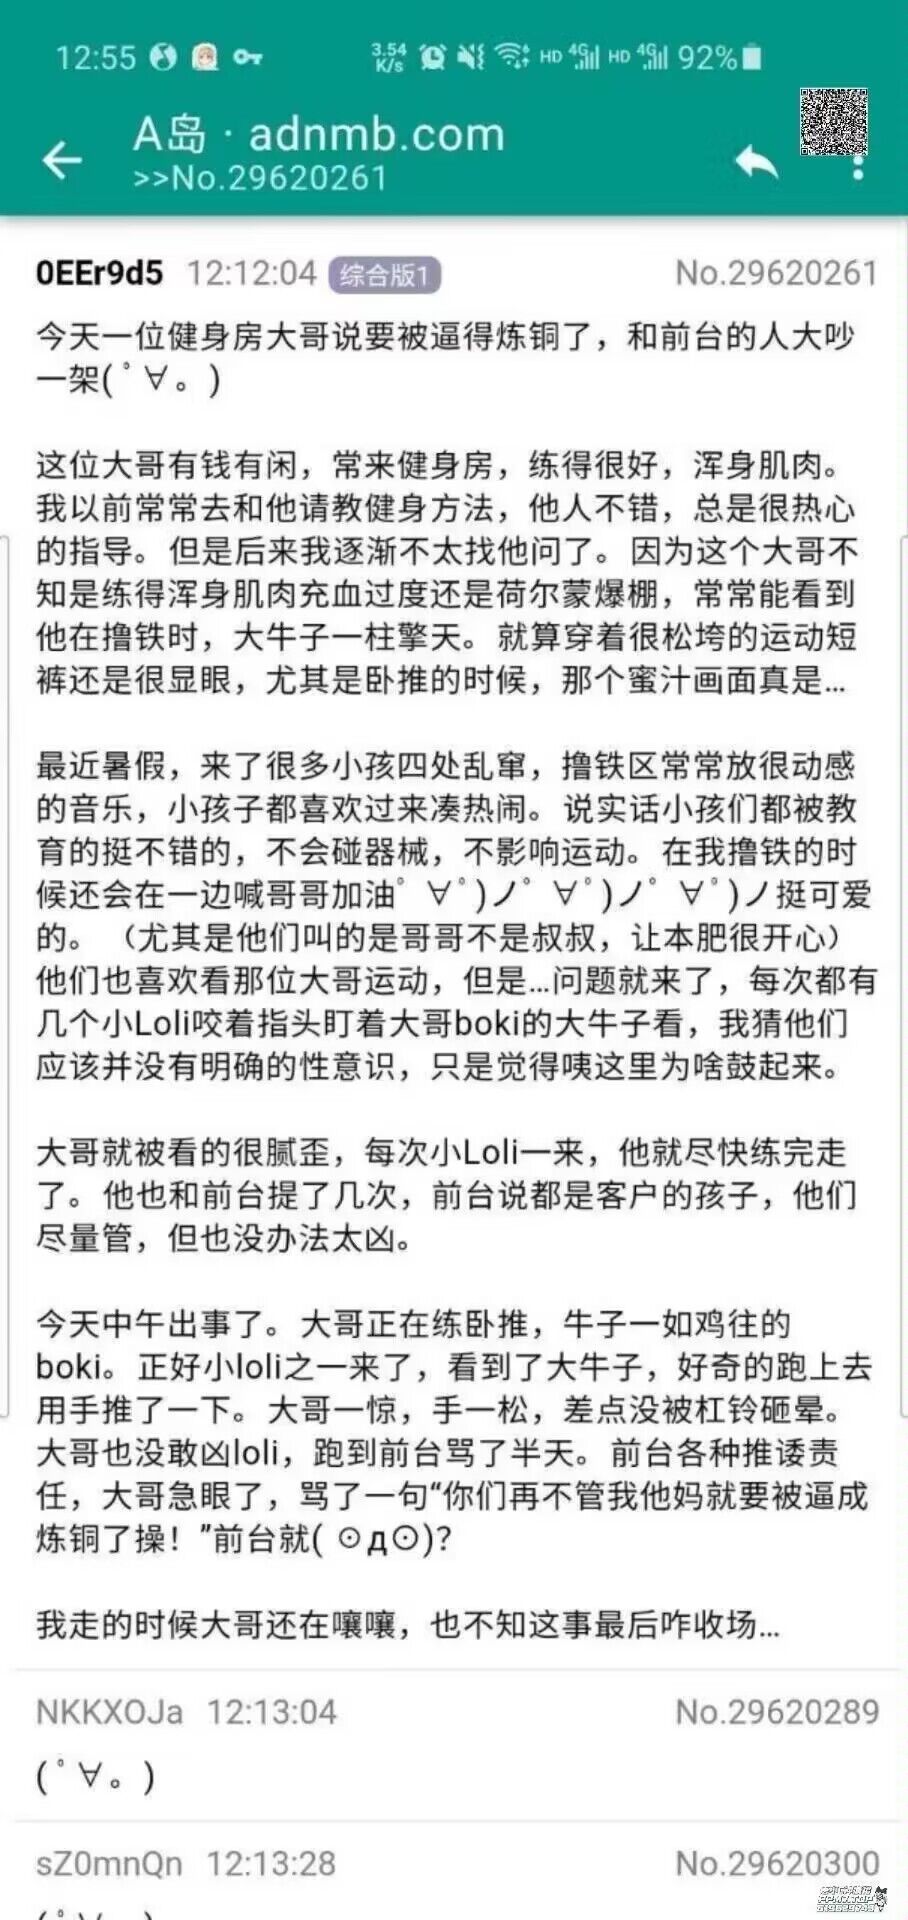 12:55 3.54 K/s HD 4G HD 4G 92%
A岛 · adnmb.com
>>No.29620261
0EEr9d5 12:12:04 综合版1 No.29620261
今天一位健身房大哥说要被逼得炼铜了，和前台的人大吵
一架( ﾟ∀。)
这位大哥有钱有闲，常来健身房，练得很好，浑身肌肉。
我以前常常去和他请教健身方法，他人不错，总是很热心
的指导。但是后来我逐渐不太找他问了。因为这个大哥不
知是练得浑身肌肉充血过度还是荷尔蒙爆棚，常常能看到
他在撸铁时，大牛子一柱擎天。就算穿着很松垮的运动短
裤还是很显眼，尤其是卧推的时候，那个蜜汁画面真是…
最近暑假，来了很多小孩四处乱窜，撸铁区常常放很动感
的音乐，小孩子都喜欢过来凑热闹。说实话小孩们都被教
育的挺不错的，不会碰器械，不影响运动。在我撸铁的时
候还会在一边喊哥哥加油ﾟ ∀ﾟ)ノﾟ ∀ﾟ)ノﾟ ∀ﾟ)ノ挺可爱
的。（尤其是他们叫的是哥哥不是叔叔，让本肥很开心）
他们也喜欢看那位大哥运动，但是…问题就来了，每次都有
几个小Loli咬着指头盯着大哥boki的大牛子看，我猜他们
应该并没有明确的性意识，只是觉得咦这里为啥鼓起来。
大哥就被看的很腻歪，每次小Loli一来，他就尽快练完走
了。他也和前台提了几次，前台说都是客户的孩子，他们
尽量管，但也没办法太凶。
今天中午出事了。大哥正在练卧推，牛子一如鸡往的
boki。正好小loli之一来了，看到了大牛子，好奇的跑上去
用手推了一下。大哥一惊，手一松，差点没被杠铃砸晕。
大哥也没敢凶loli，跑到前台骂了半天。前台各种推诿责
任，大哥急眼了，骂了一句“你们再不管我他妈就要被逼成
炼铜了操！”前台就( ⊙д⊙)?
我走的时候大哥还在嚷嚷，也不知这事最后咋收场…
NKKXOJa 12:13:04 No.29620289
( ﾟ∀。)
sZ0mnQn 12:13:28 No.29620300